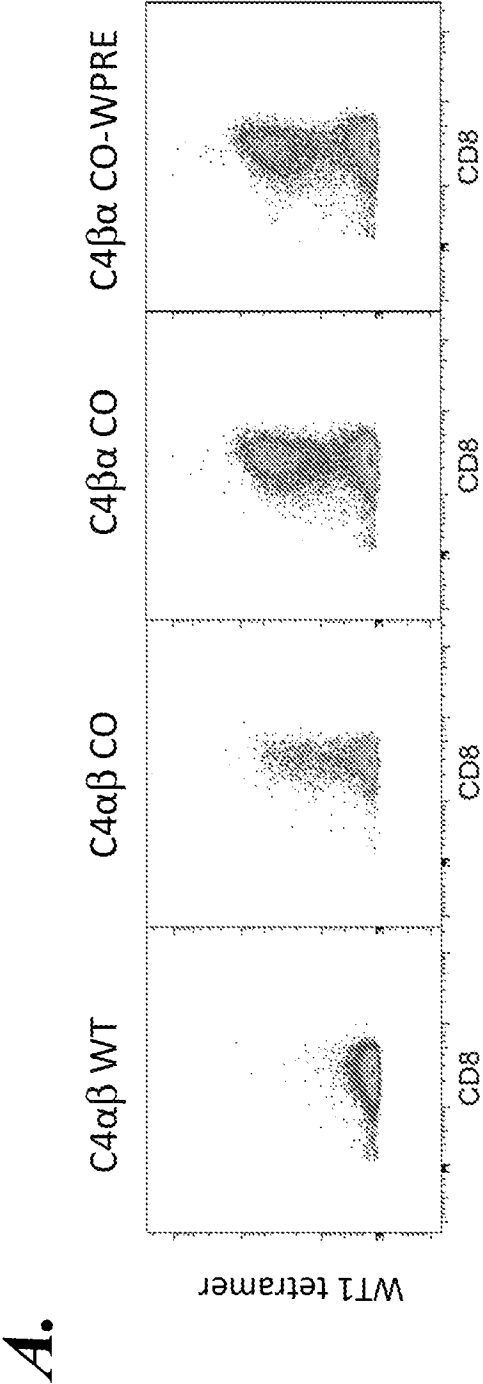 A.
C4αβ WT
C4αβ CO
C4βα CO
C4βα CO-WPRE
WT1 tetramer
CD8
CD8
CD8
CD8